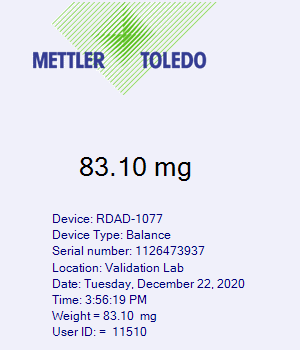 METTLER TOLEDO
83.10 mg
Device: RDAD-1077
Device Type: Balance
Serial number: 1126473937
Location: Validation Lab
Date: Tuesday, December 22, 2020
Time: 3:56:19 PM
Weight = 83.10 mg
User ID: = 11510